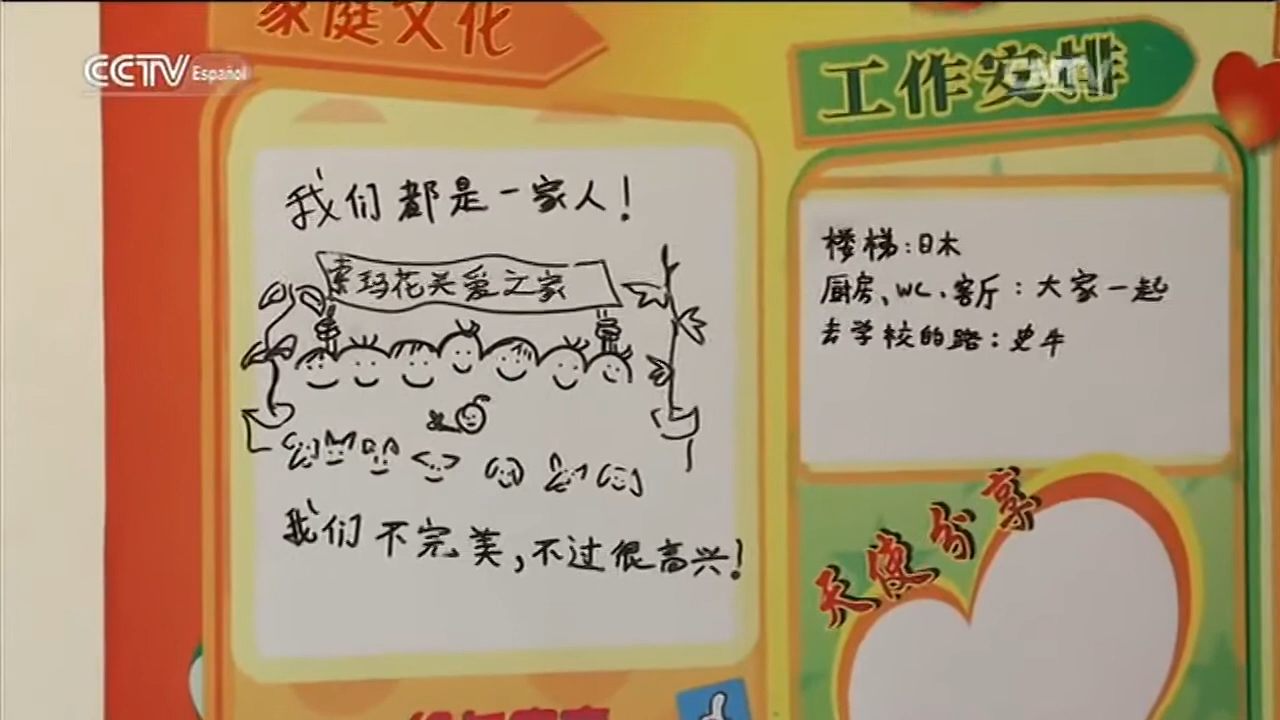 CCTV Español
CNTV
家庭文化
我们都是一家人！
索玛花关爱之家
我们不完美，不过很高兴！
工作安排
楼梯：日木
厨房、WC、客厅：大家一起
去学校的路：史牛
天使分享